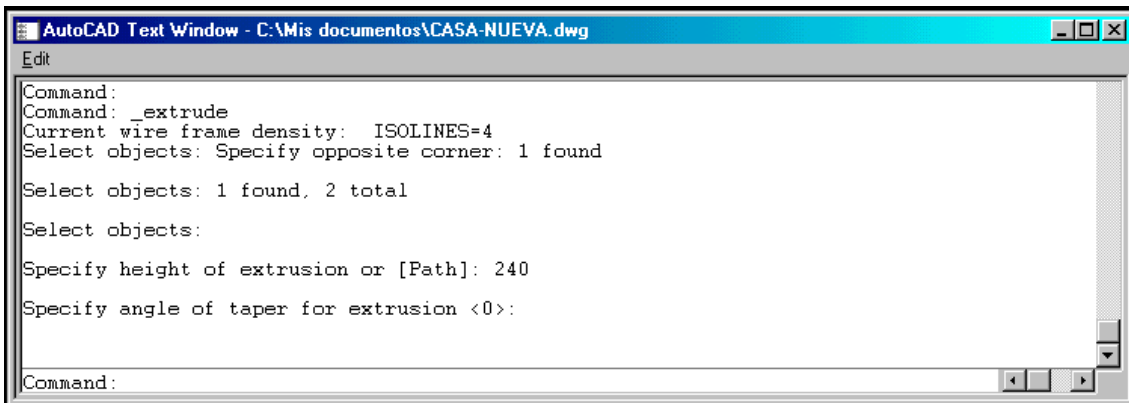 AutoCAD Text Window - C:\Mis documentos\CASA-NUEVA.dwg
Edit
Command:
Command: _extrude
Current wire frame density:  ISOLINES=4
Select objects: Specify opposite corner: 1 found
Select objects: 1 found, 2 total
Select objects:
Specify height of extrusion or [Path]: 240
Specify angle of taper for extrusion <0>:
Command: